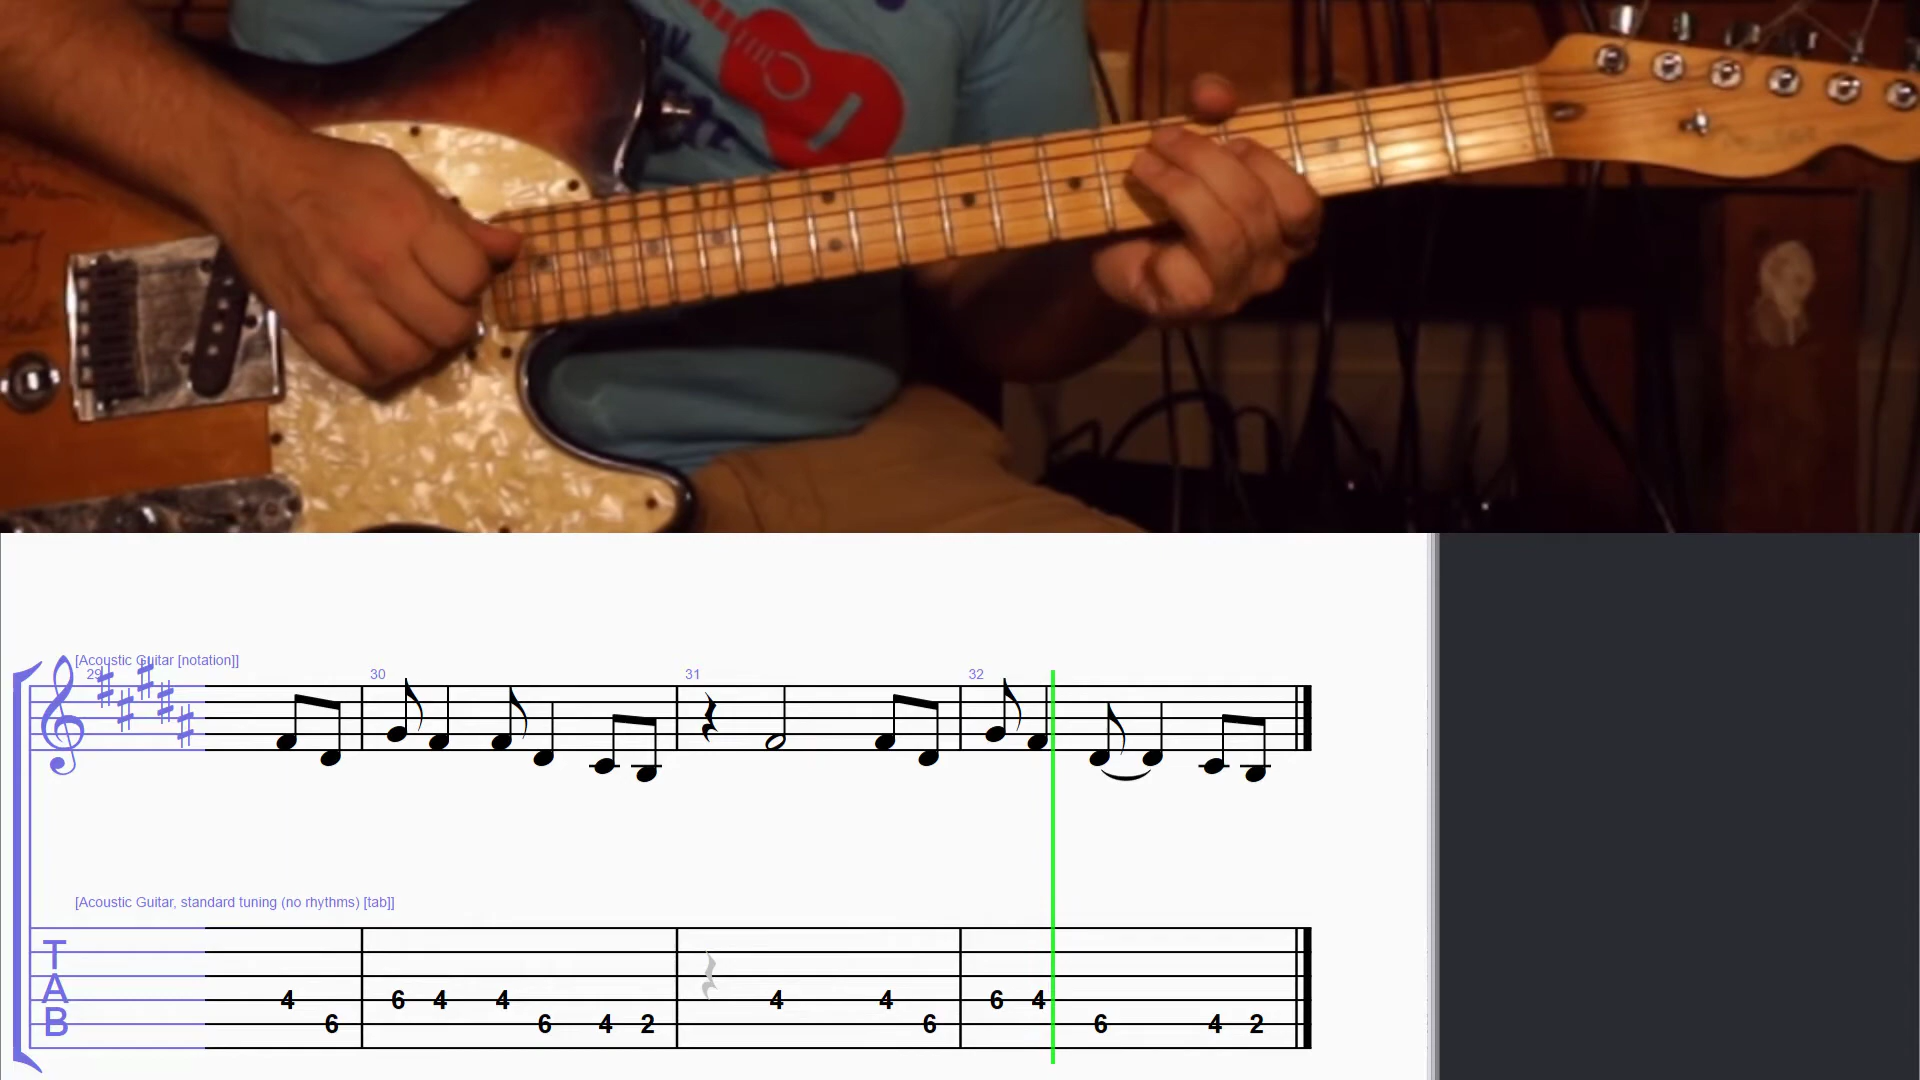 [Acoustic Guitar [notation]]
29 30 31 32
[Acoustic Guitar, standard tuning (no rhythms) [tab]]
T
A
B
4 6 4 4 4 4 6 4
6 6 4 2 6 6 4 2